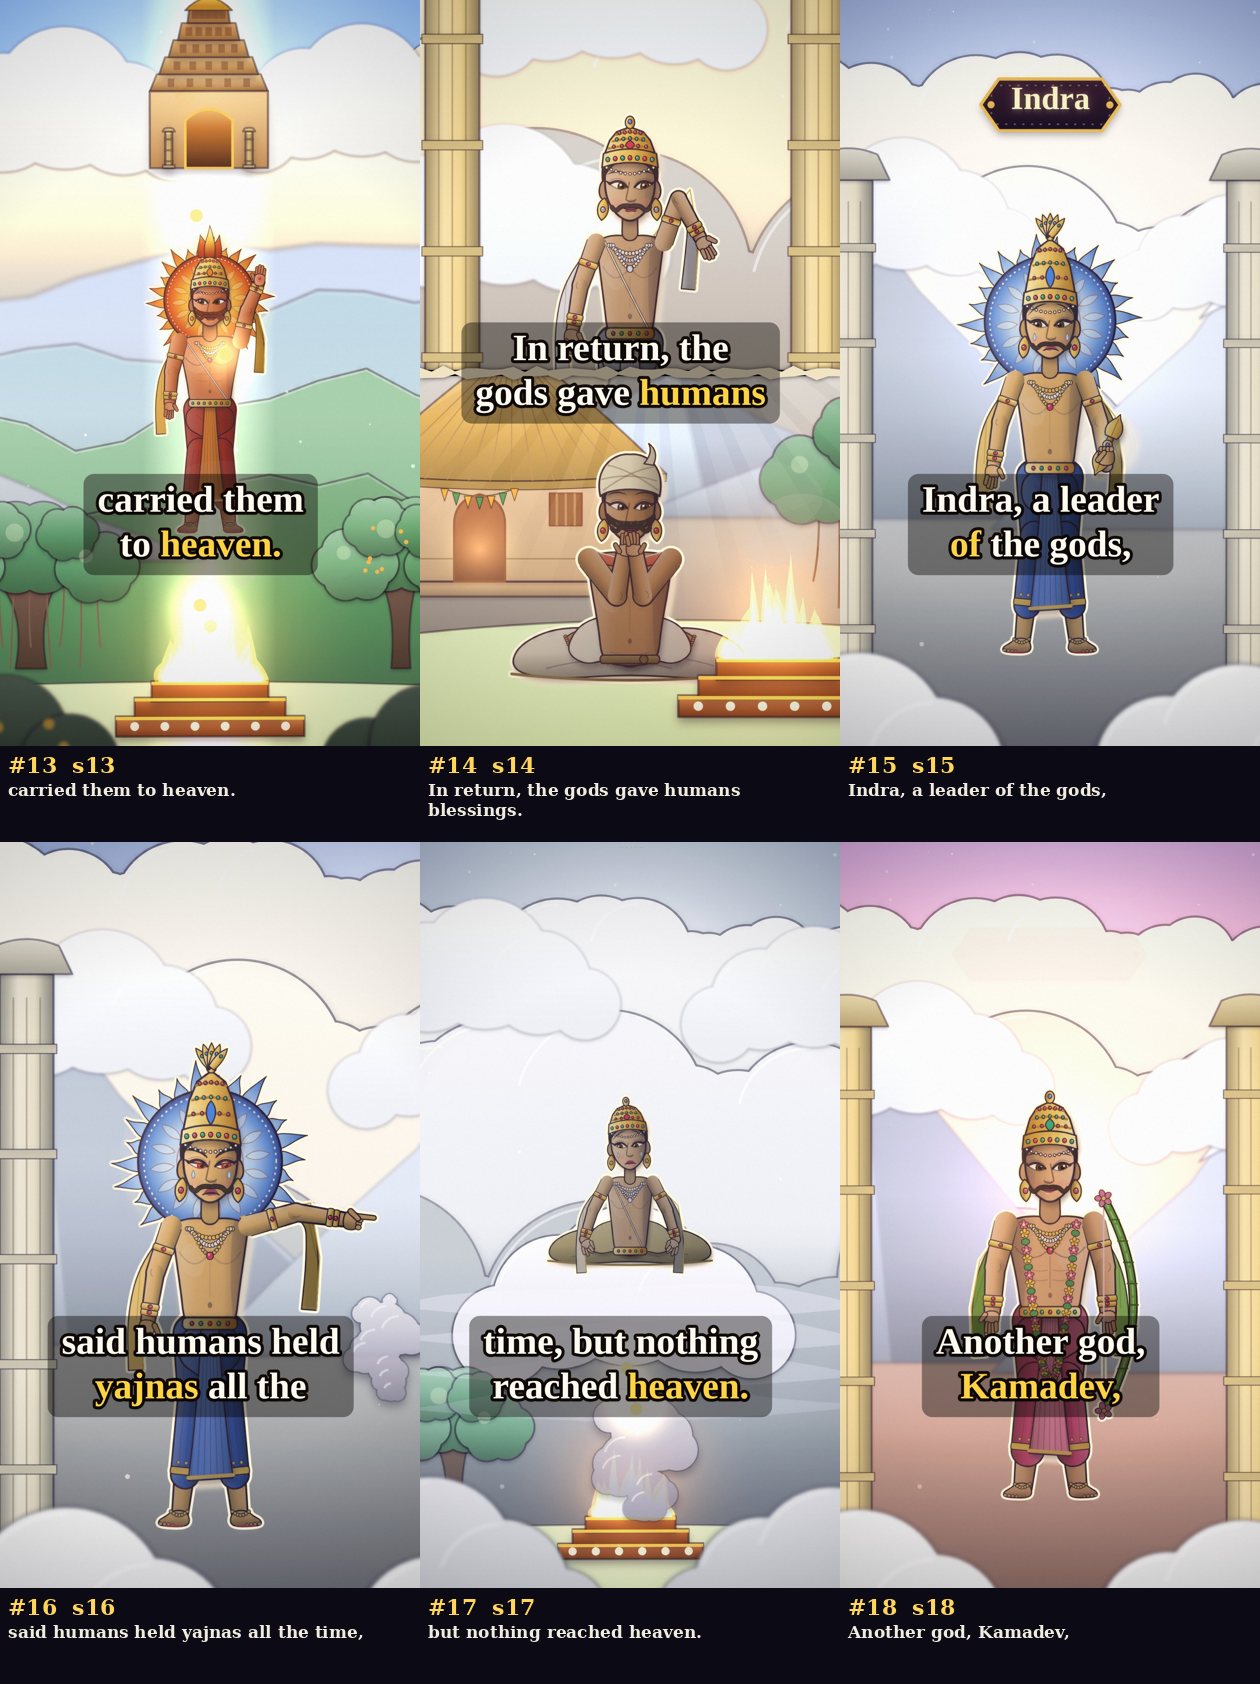 carried them
to heaven.
#13 s13
carried them to heaven.
In return, the
gods gave humans
#14 s14
In return, the gods gave humans
blessings.
Indra
Indra, a leader
of the gods,
#15 s15
Indra, a leader of the gods,
said humans held
yajnas all the
#16 s16
said humans held yajnas all the time,
time, but nothing
reached heaven.
#17 s17
but nothing reached heaven.
Another god,
Kamadev,
#18 s18
Another god, Kamadev,